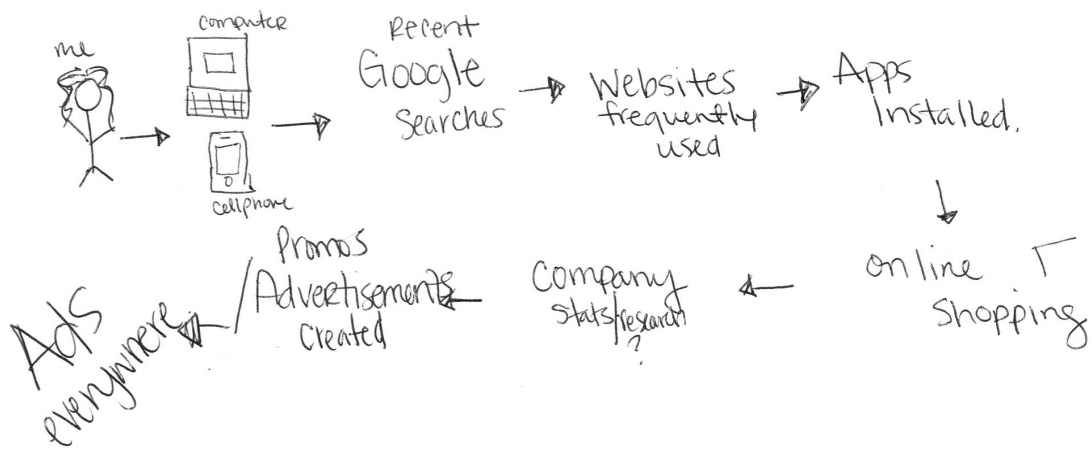 me
computer
cellphone
Recent
Google
Searches
Websites
frequently
used
Apps
Installed.
online
Shopping
Company
Stats/research
?
Promos
Advertisements
Created
Ads
everywhere